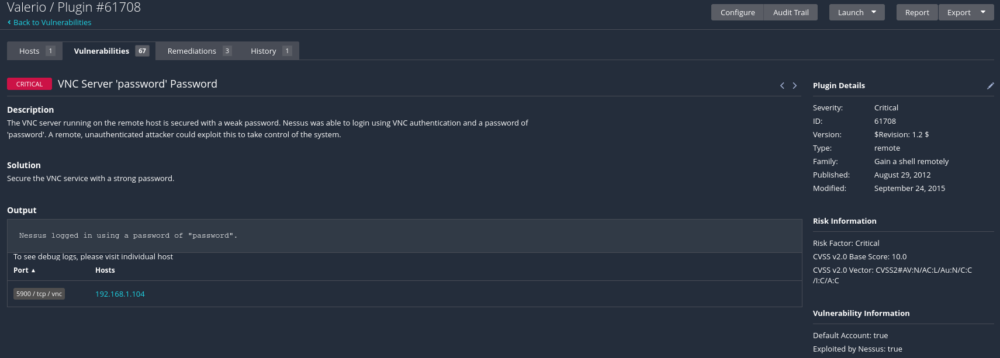 Valerio / Plugin #61708
Configure Audit Trail Launch Report Export
Back to Vulnerabilities
Hosts 1 Vulnerabilities 67 Remediations 3 History 1
CRITICAL VNC Server 'password' Password
Description
The VNC server running on the remote host is secured with a weak password. Nessus was able to login using VNC authentication and a password of
'password'. A remote, unauthenticated attacker could exploit this to take control of the system.
Solution
Secure the VNC service with a strong password.
Output
Nessus logged in using a password of "password".
To see debug logs, please visit individual host
Port ▲ Hosts
5900 / tcp / vnc 192.168.1.104
Plugin Details
Severity: Critical
ID: 61708
Version: $Revision: 1.2 $
Type: remote
Family: Gain a shell remotely
Published: August 29, 2012
Modified: September 24, 2015
Risk Information
Risk Factor: Critical
CVSS v2.0 Base Score: 10.0
CVSS v2.0 Vector: CVSS2#AV:N/AC:L/Au:N/C:C
/I:C/A:C
Vulnerability Information
Default Account: true
Exploited by Nessus: true